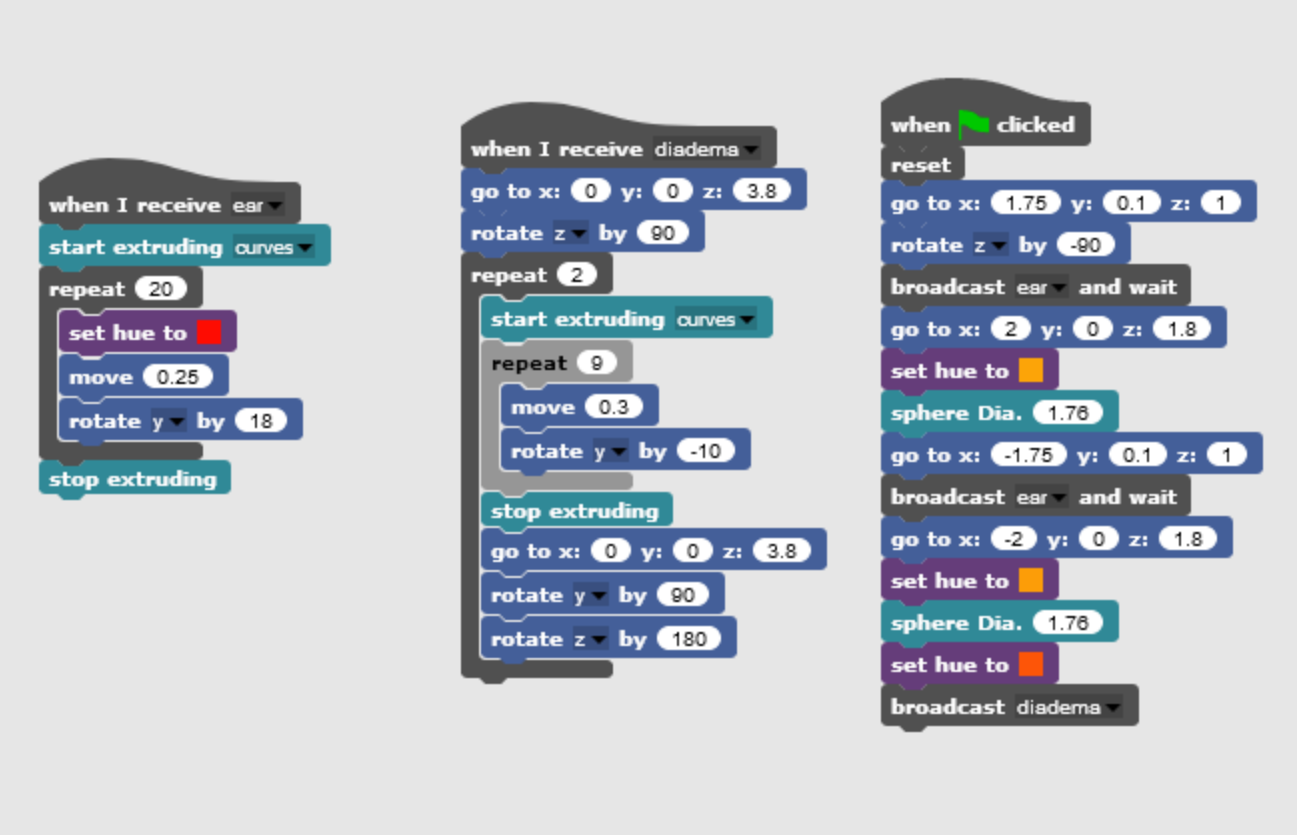 when I receive ear
start extruding curves
repeat 20
set hue to
move 0.25
rotate y by 18
stop extruding
when I receive diadema
go to x: 0 y: 0 z: 3.8
rotate z by 90
repeat 2
start extruding curves
repeat 9
move 0.3
rotate y by -10
stop extruding
go to x: 0 y: 0 z: 3.8
rotate y by 90
rotate z by 180
when clicked
reset
go to x: 1.75 y: 0.1 z: 1
rotate z by -90
broadcast ear and wait
go to x: 2 y: 0 z: 1.8
set hue to
sphere Dia. 1.76
go to x: -1.75 y: 0.1 z: 1
broadcast ear and wait
go to x: -2 y: 0 z: 1.8
set hue to
sphere Dia. 1.76
set hue to
broadcast diadema